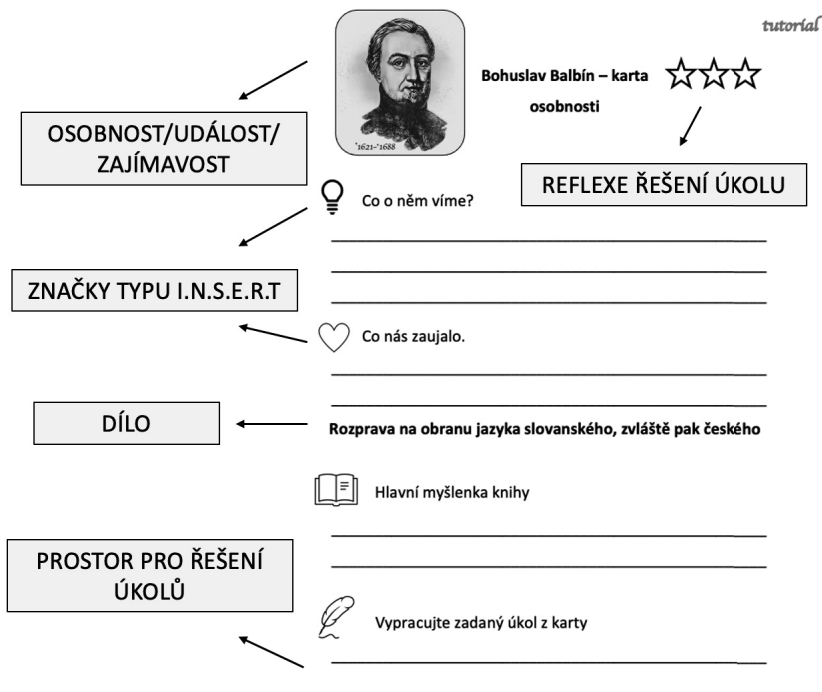 tutorial
Bohuslav Balbín – karta
osobnosti
*1621-+1688
OSOBNOST/UDÁLOST/
ZAJÍMAVOST
REFLEXE ŘEŠENÍ ÚKOLU
Co o něm víme?
ZNAČKY TYPU I.N.S.E.R.T
Co nás zaujalo.
DÍLO
Rozprava na obranu jazyka slovanského, zvláště pak českého
Hlavní myšlenka knihy
PROSTOR PRO ŘEŠENÍ
ÚKOLŮ
Vypracujte zadaný úkol z karty